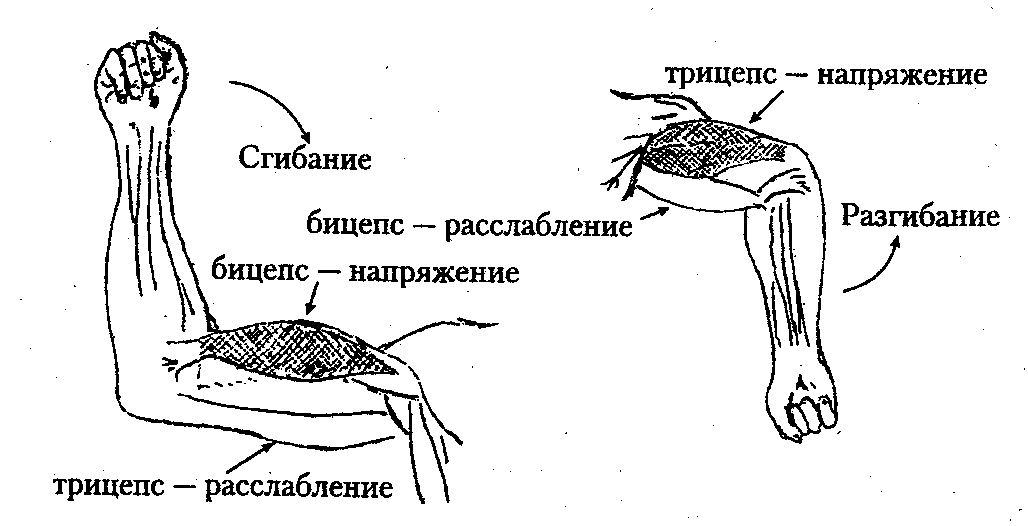 трицепс — напряжение
Сгибание
бицепс — расслабление
Разгибание
бицепс — напряжение
трицепс — расслабление